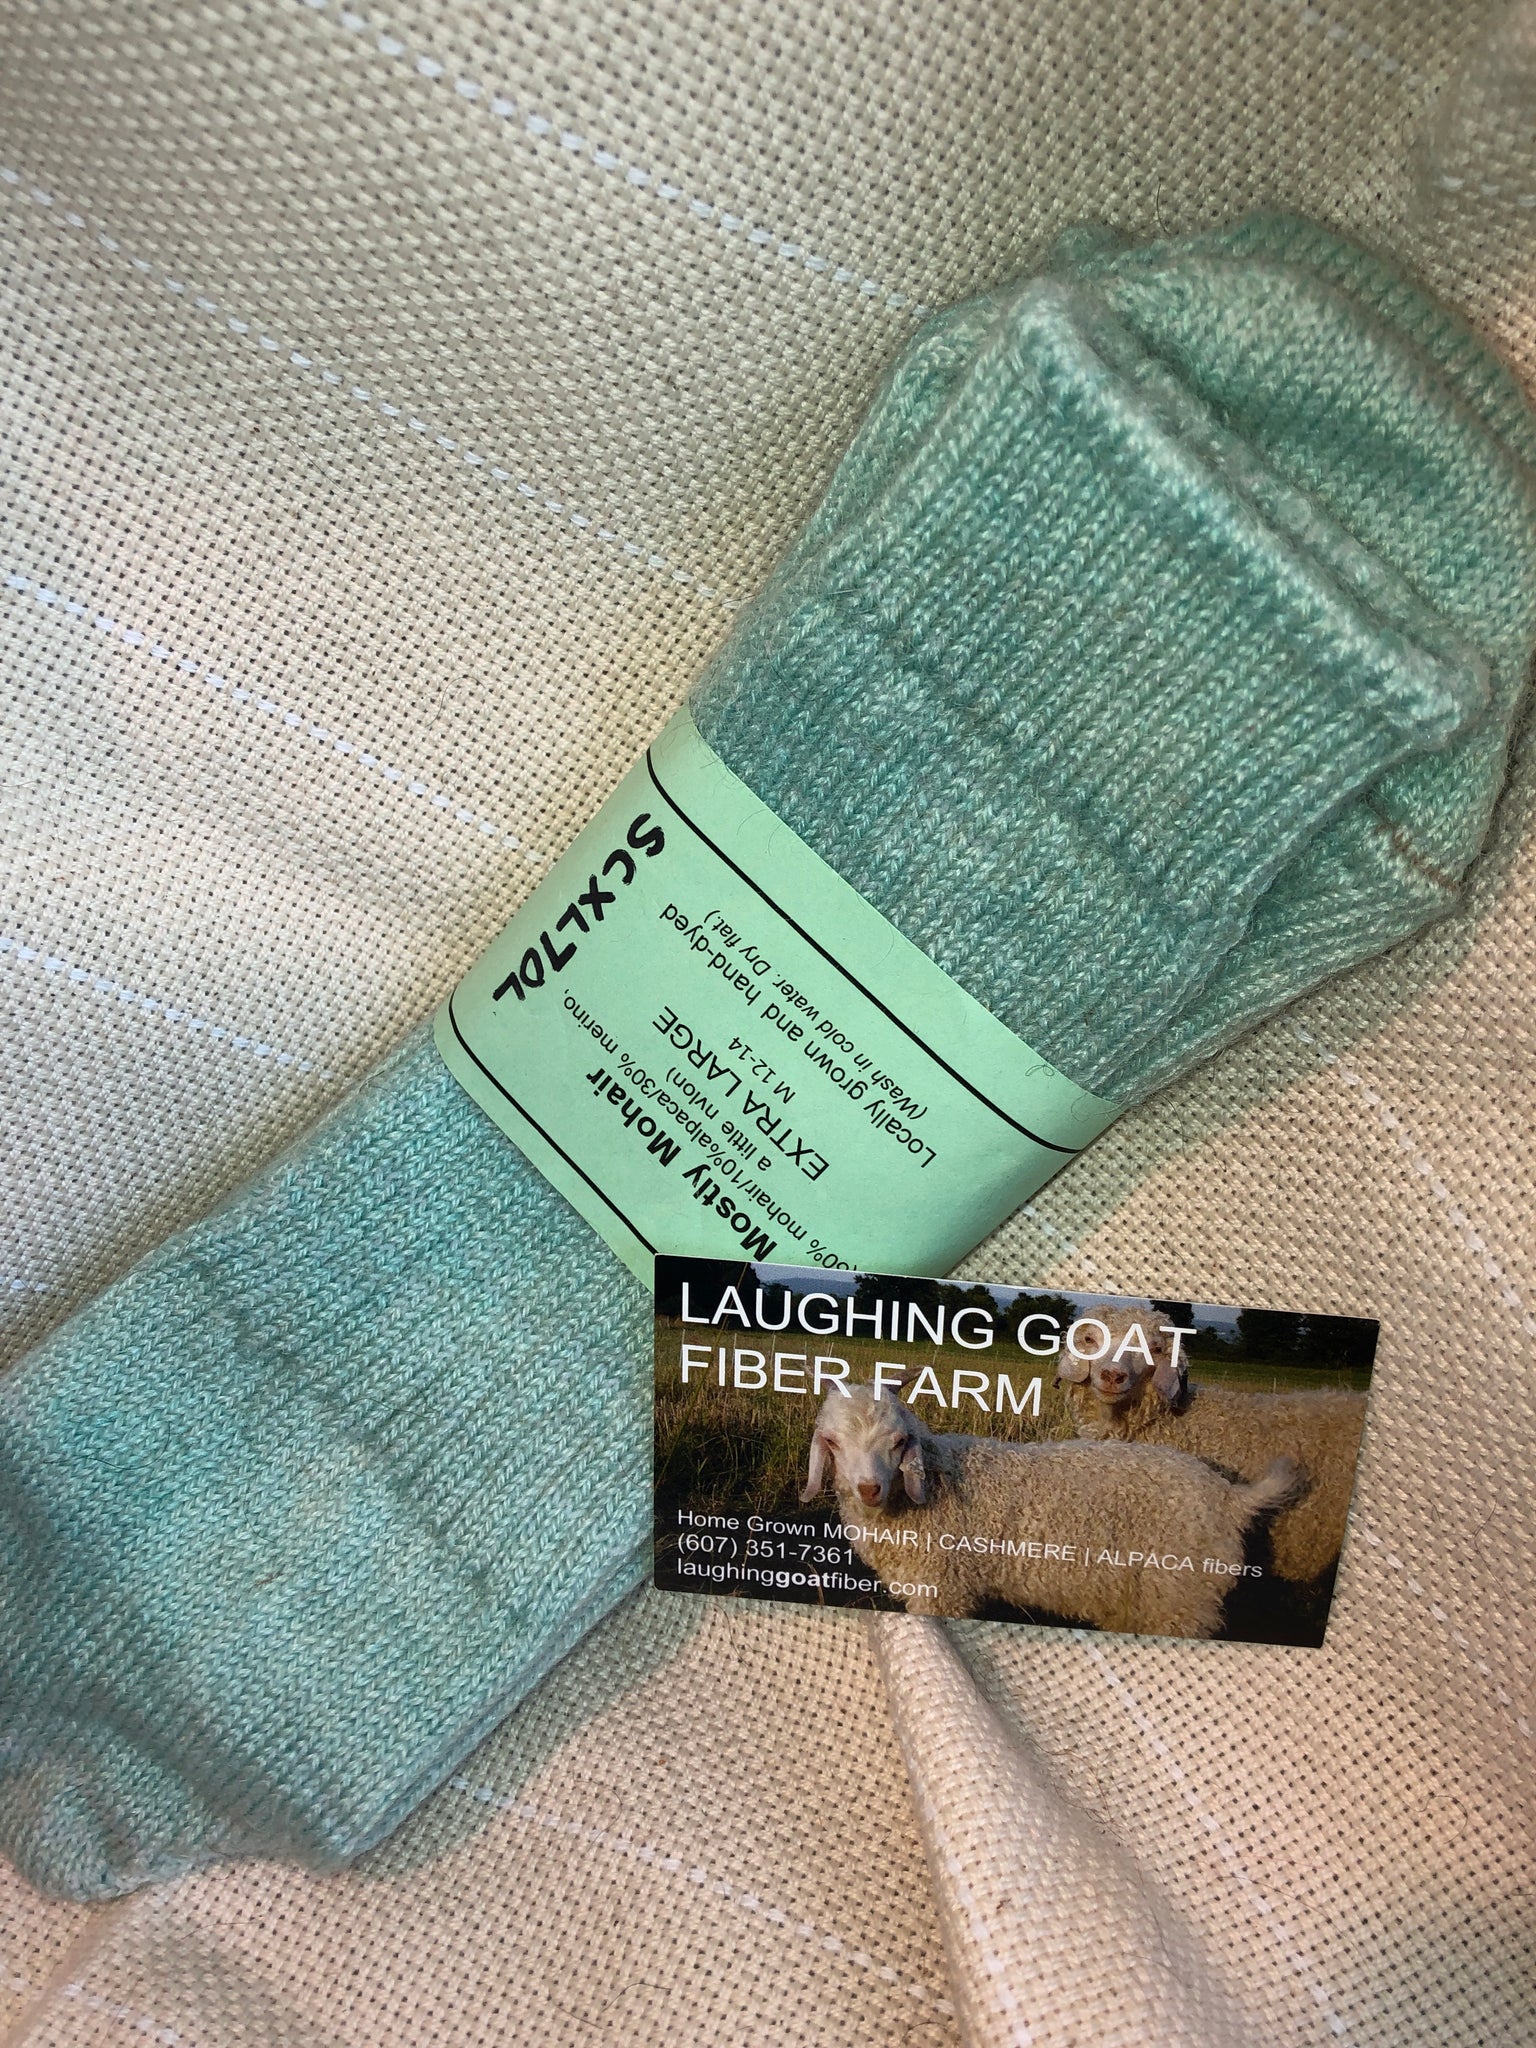 SCXL70L
Mostly Mohair
mohair/10%alpaca/30% merino,
a little nylon)
EXTRA LARGE
M 12-14
Locally grown and hand-dyed
(Wash in cold water. Dry flat.)
LAUGHING GOAT
FIBER FARM
Home Grown MOHAIR | CASHMERE | ALPACA fibers
(607) 351-7361
laughinggoatfiber.com